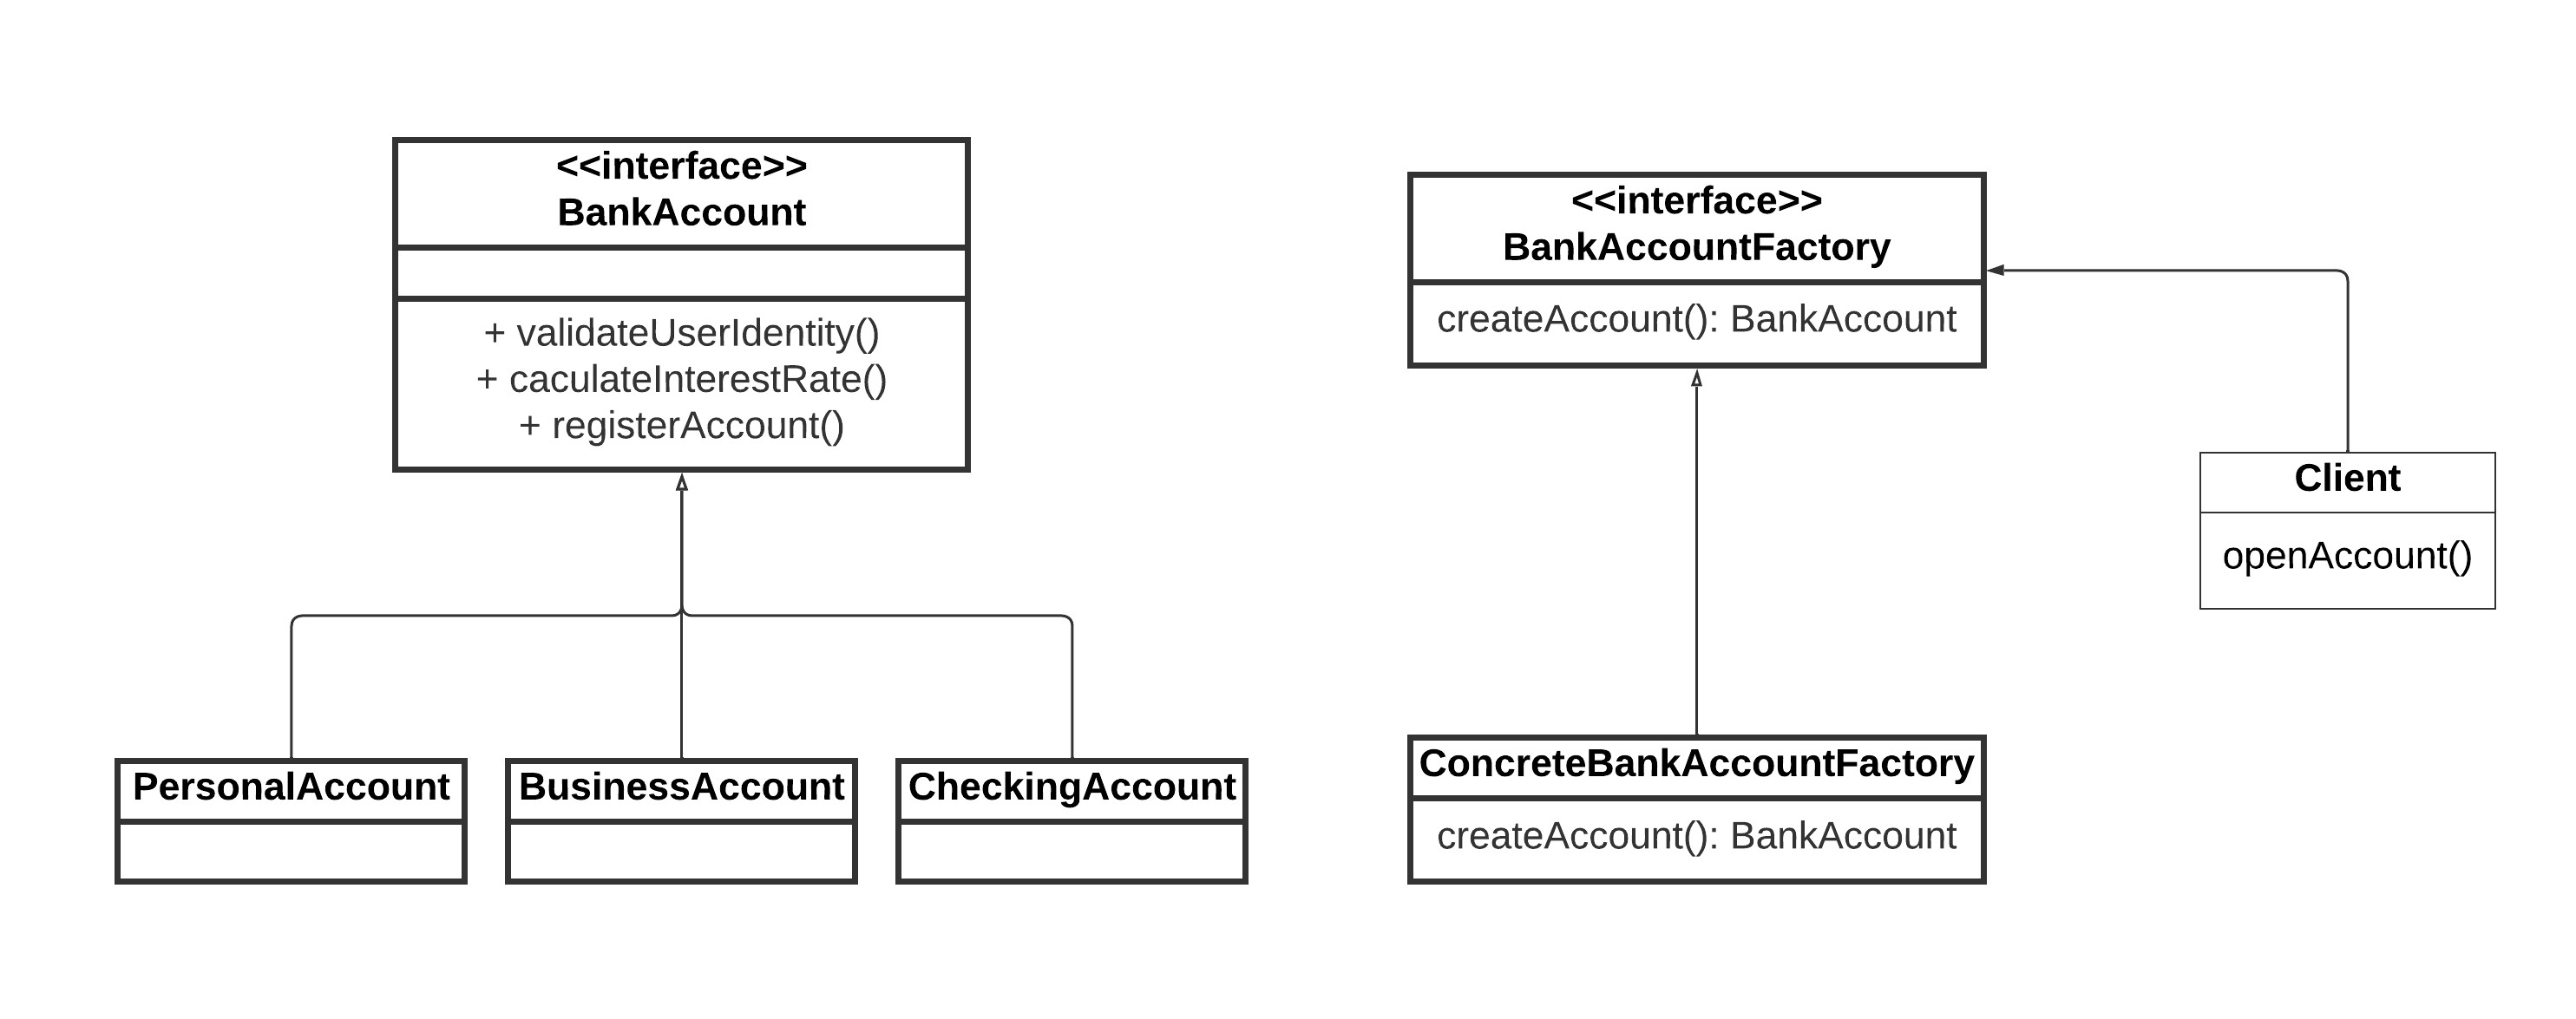 <<interface>>
BankAccount
+ validateUserIdentity()
+ caculateInterestRate()
+ registerAccount()
PersonalAccount
BusinessAccount
CheckingAccount
<<interface>>
BankAccountFactory
createAccount(): BankAccount
ConcreteBankAccountFactory
createAccount(): BankAccount
Client
openAccount()